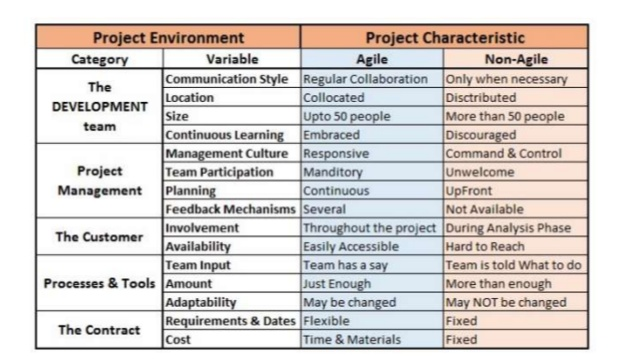 Project Environment Project Characteristic
Category Variable Agile Non-Agile
The DEVELOPMENT team
Communication Style Regular Collaboration Only when necessary
Location Collocated Disctributed
Size Upto 50 people More than 50 people
Continuous Learning Embraced Discouraged
Project Management
Management Culture Responsive Command & Control
Team Participation Manditory Unwelcome
Planning Continuous UpFront
Feedback Mechanisms Several Not Available
The Customer
Involvement Throughout the project During Analysis Phase
Availability Easily Accessible Hard to Reach
Processes & Tools
Team Input Team has a say Team is told What to do
Amount Just Enough More than enough
Adaptability May be changed May NOT be changed
The Contract
Requirements & Dates Flexible Fixed
Cost Time & Materials Fixed